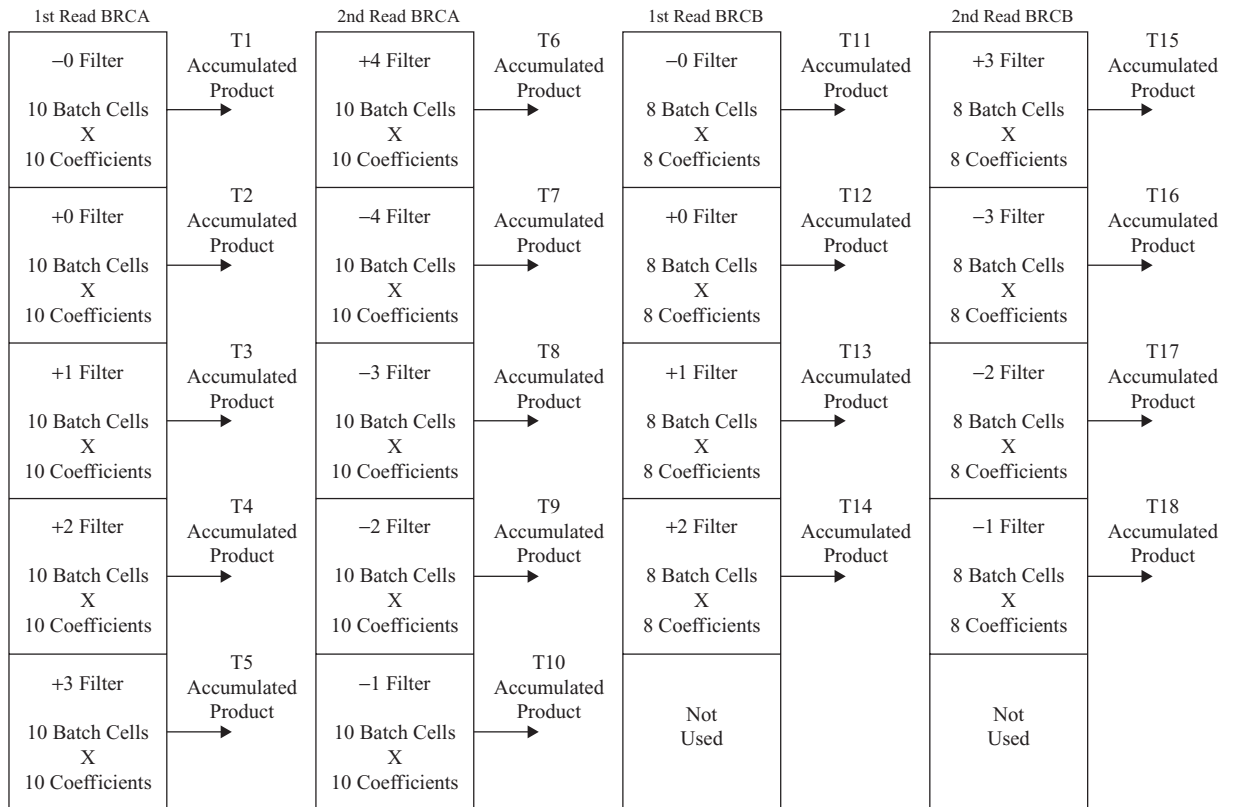 1st Read BRCA
−0 Filter
10 Batch Cells
X
10 Coefficients
T1
Accumulated
Product
+0 Filter
10 Batch Cells
X
10 Coefficients
T2
Accumulated
Product
+1 Filter
10 Batch Cells
X
10 Coefficients
T3
Accumulated
Product
+2 Filter
10 Batch Cells
X
10 Coefficients
T4
Accumulated
Product
+3 Filter
10 Batch Cells
X
10 Coefficients
T5
Accumulated
Product
2nd Read BRCA
+4 Filter
10 Batch Cells
X
10 Coefficients
T6
Accumulated
Product
−4 Filter
10 Batch Cells
X
10 Coefficients
T7
Accumulated
Product
−3 Filter
10 Batch Cells
X
10 Coefficients
T8
Accumulated
Product
−2 Filter
10 Batch Cells
X
10 Coefficients
T9
Accumulated
Product
−1 Filter
10 Batch Cells
X
10 Coefficients
T10
Accumulated
Product
1st Read BRCB
−0 Filter
8 Batch Cells
X
8 Coefficients
T11
Accumulated
Product
+0 Filter
8 Batch Cells
X
8 Coefficients
T12
Accumulated
Product
+1 Filter
8 Batch Cells
X
8 Coefficients
T13
Accumulated
Product
+2 Filter
8 Batch Cells
X
8 Coefficients
T14
Accumulated
Product
Not
Used
2nd Read BRCB
+3 Filter
8 Batch Cells
X
8 Coefficients
T15
Accumulated
Product
−3 Filter
8 Batch Cells
X
8 Coefficients
T16
Accumulated
Product
−2 Filter
8 Batch Cells
X
8 Coefficients
T17
Accumulated
Product
−1 Filter
8 Batch Cells
X
8 Coefficients
T18
Accumulated
Product
Not
Used